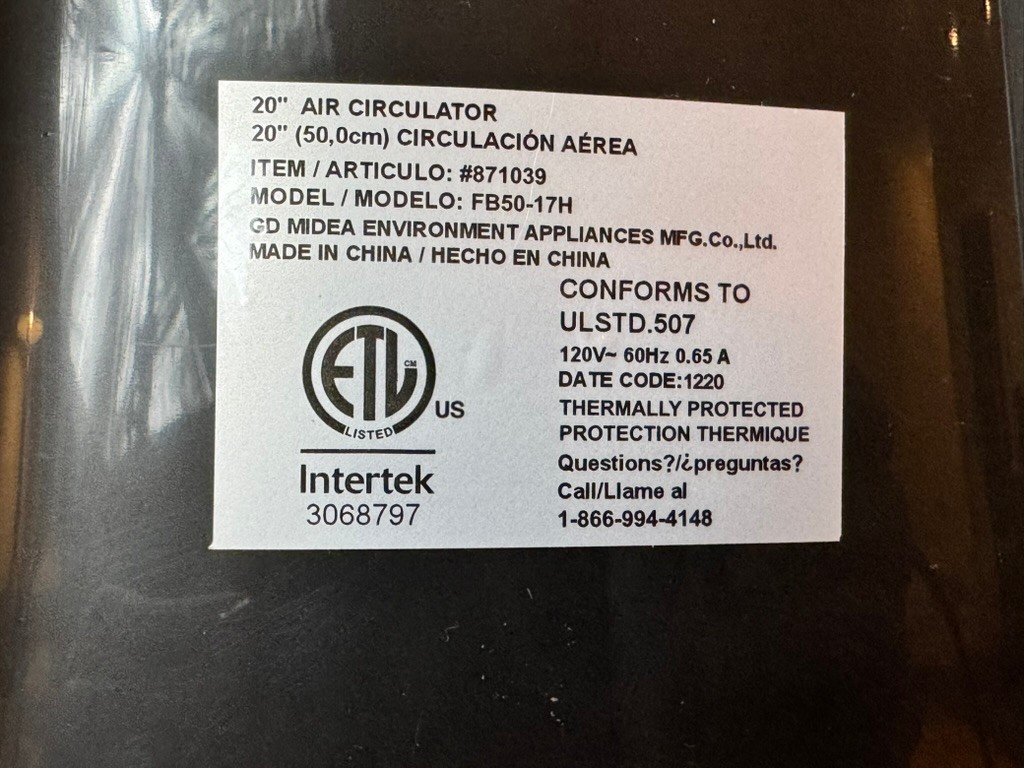 20" AIR CIRCULATOR
20" (50,0cm) CIRCULACIÓN AÉREA
ITEM / ARTICULO: #871039
MODEL / MODELO: FB50-17H
GD MIDEA ENVIRONMENT APPLIANCES MFG.Co.,Ltd.
MADE IN CHINA / HECHO EN CHINA
ETL CM
LISTED
US
Intertek
3068797
CONFORMS TO
ULSTD.507
120V~ 60Hz 0.65 A
DATE CODE:1220
THERMALLY PROTECTED
PROTECTION THERMIQUE
Questions?/¿preguntas?
Call/Llame al
1-866-994-4148